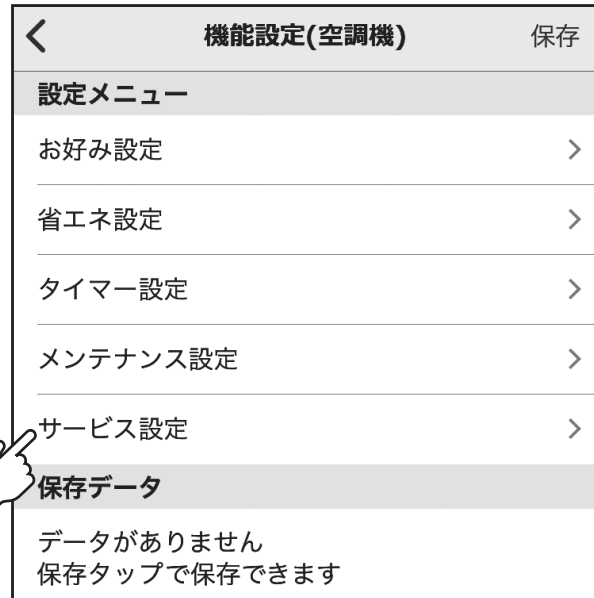 機能設定(空調機) 保存
設定メニュー
お好み設定
省エネ設定
タイマー設定
メンテナンス設定
サービス設定
保存データ
データがありません
保存タップで保存できます